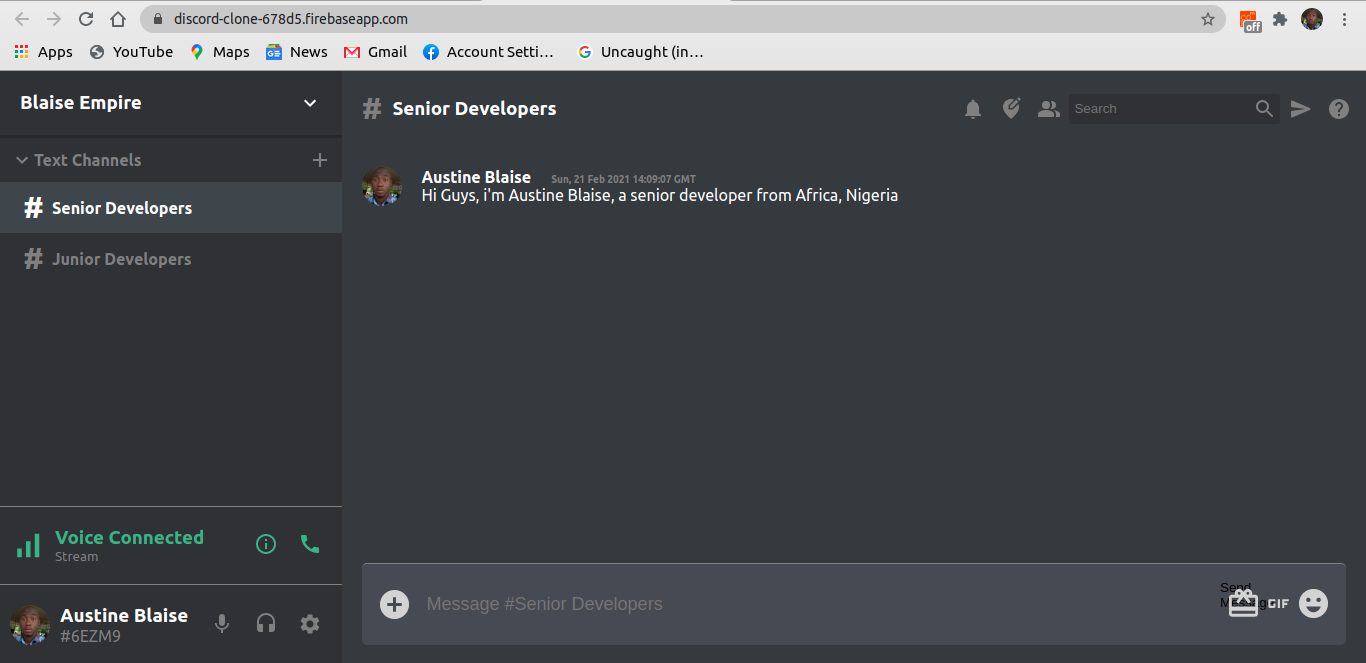 discord-clone-678d5.firebaseapp.com
off
Apps YouTube Maps News Gmail Account Setti... Uncaught (in...
Blaise Empire
Text Channels
# Senior Developers
# Junior Developers
Voice Connected
Stream
Austine Blaise
#6EZM9
# Senior Developers
Search
Austine Blaise Sun, 21 Feb 2021 14:09:07 GMT
Hi Guys, i'm Austine Blaise, a senior developer from Africa, Nigeria
Message #Senior Developers
Send
GIF